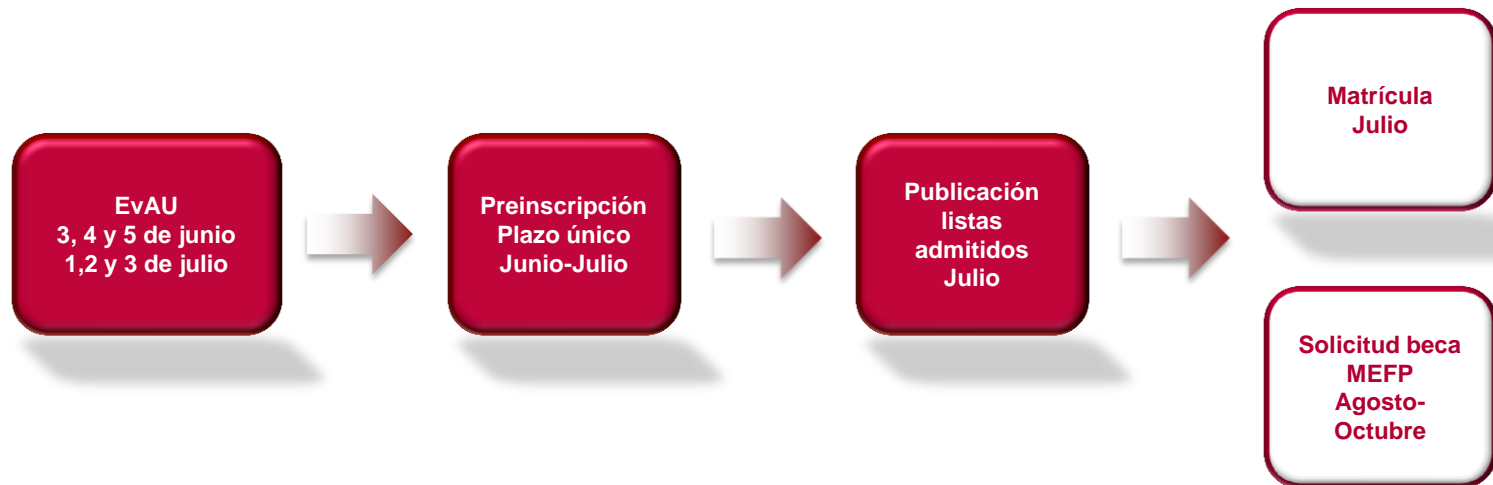 EvAU
3, 4 y 5 de junio
1,2 y 3 de julio
Preinscripción
Plazo único
Junio-Julio
Publicación
listas
admitidos
Julio
Matrícula
Julio
Solicitud beca
MEFP
Agosto-
Octubre